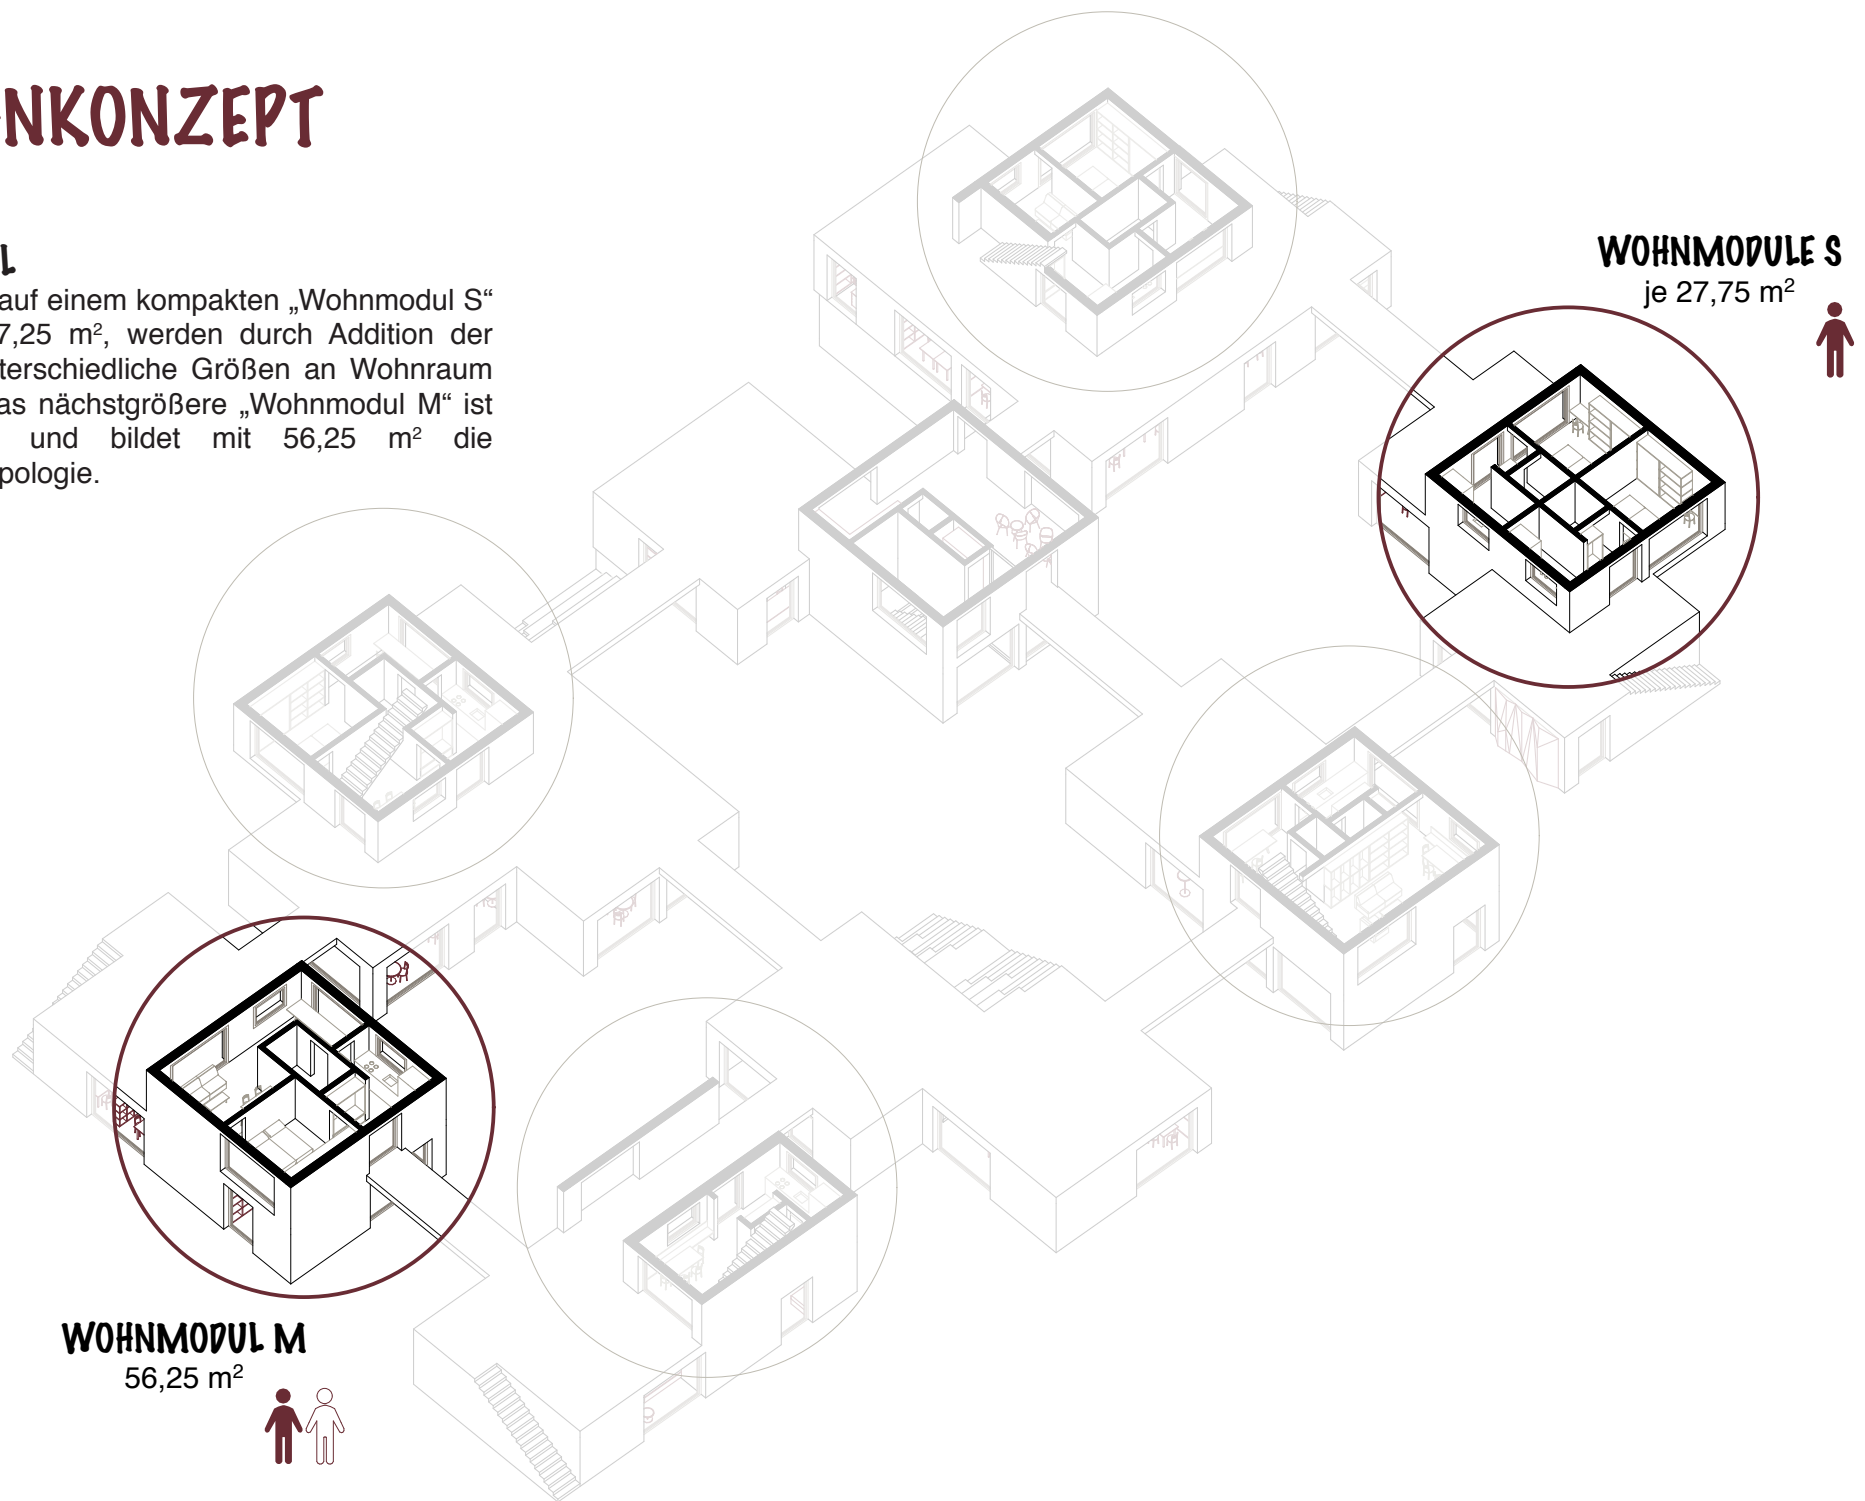 NKONZEPT
L
auf einem kompakten „Wohnmodul S“
7,25 m², werden durch Addition der
terschiedliche Größen an Wohnraum
as nächstgrößere „Wohnmodul M“ ist
und bildet mit 56,25 m² die
pologie.
WOHNMODULE S
je 27,75 m²
WOHNMODUL M
56,25 m²